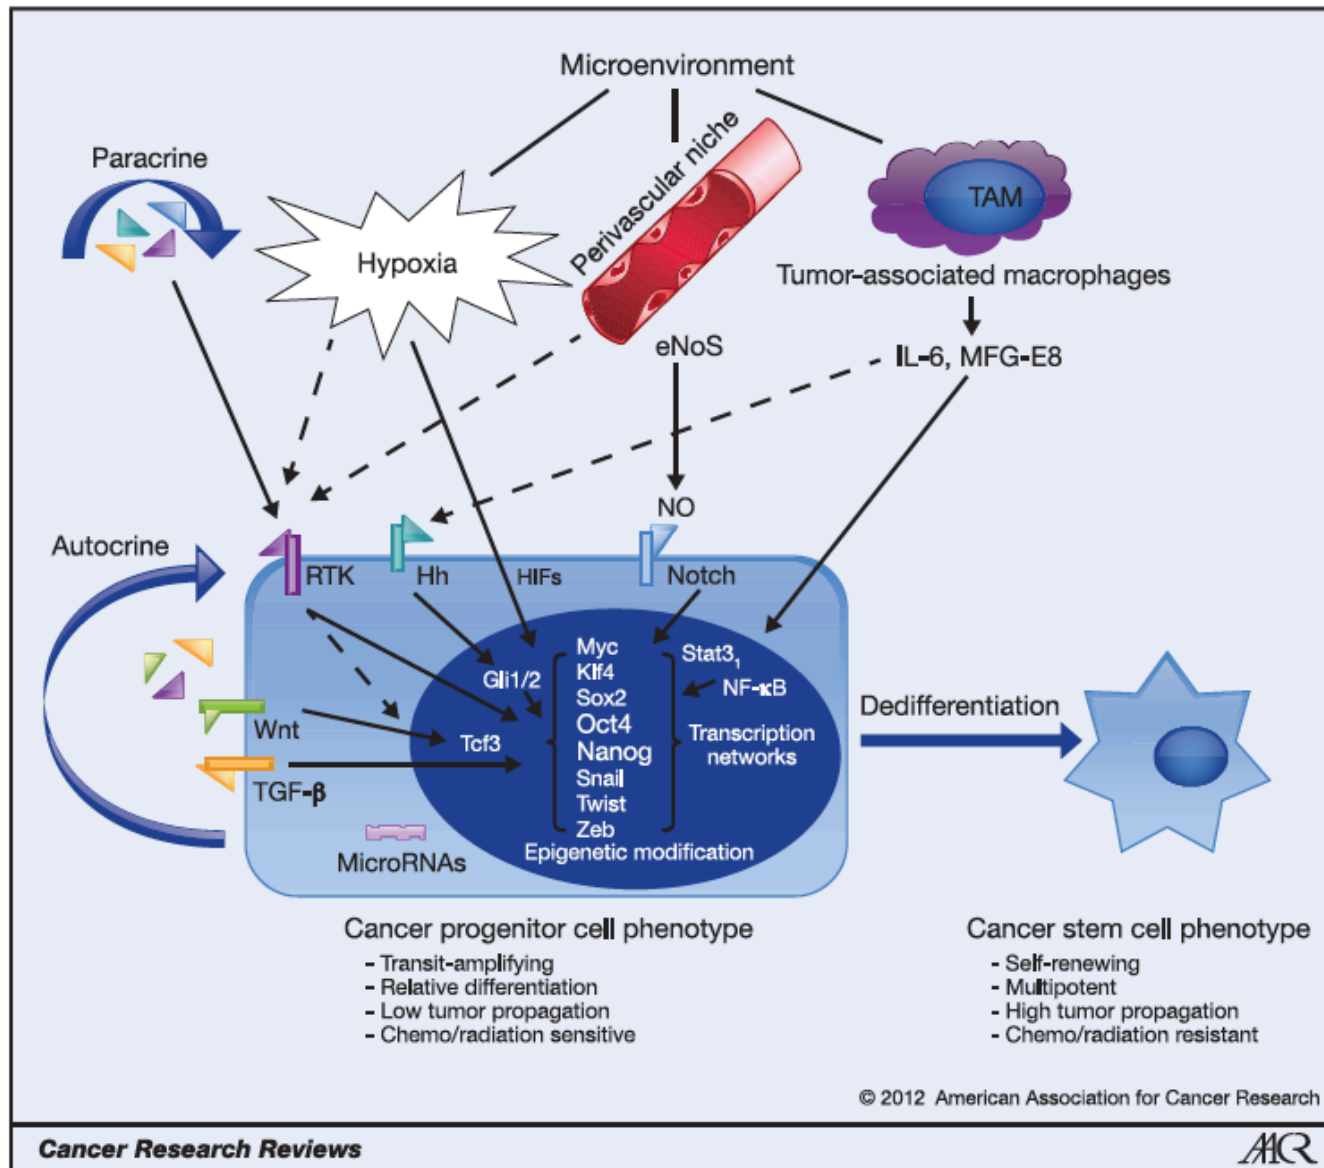 Microenvironment
Paracrine
Hypoxia
Perivascular niche
TAM
Tumor-associated macrophages
eNoS
IL-6, MFG-E8
NO
Autocrine
RTK
Hh
HIFs
Notch
Myc
Klf4
Sox2
Oct4
Nanog
Snail
Twist
Zeb
Gli1/2
Stat3,
NF-κB
Tcf3
Transcription
networks
Epigenetic modification
Wnt
TGF-β
MicroRNAs
Dedifferentiation
Cancer progenitor cell phenotype
- Transit-amplifying
- Relative differentiation
- Low tumor propagation
- Chemo/radiation sensitive
Cancer stem cell phenotype
- Self-renewing
- Multipotent
- High tumor propagation
- Chemo/radiation resistant
© 2012 American Association for Cancer Research
Cancer Research Reviews
AACR